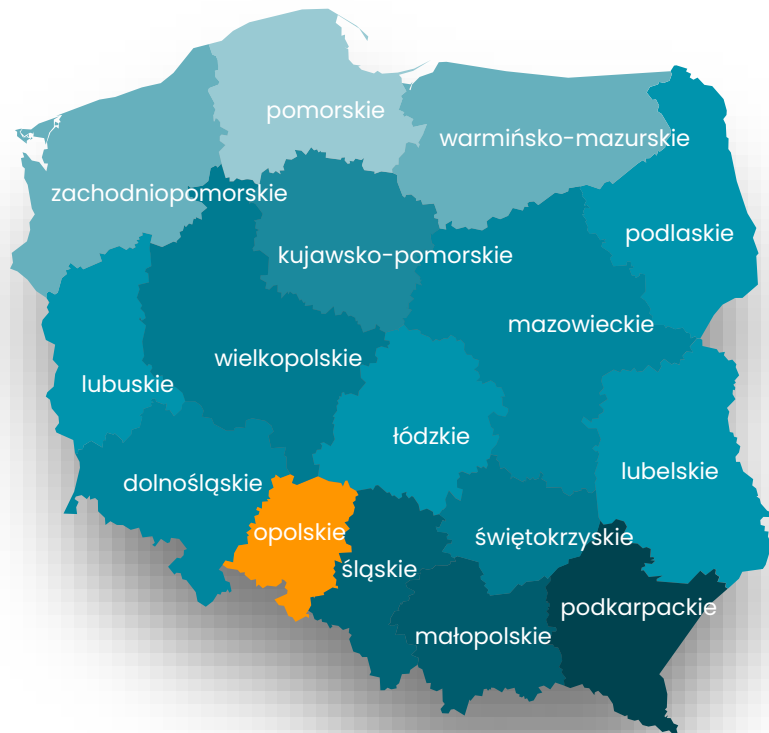 pomorskie
warmińsko-mazurskie
zachodniopomorskie
podlaskie
kujawsko-pomorskie
mazowieckie
wielkopolskie
lubuskie
łódzkie
lubelskie
dolnośląskie
opolskie
świętokrzyskie
śląskie
podkarpackie
małopolskie